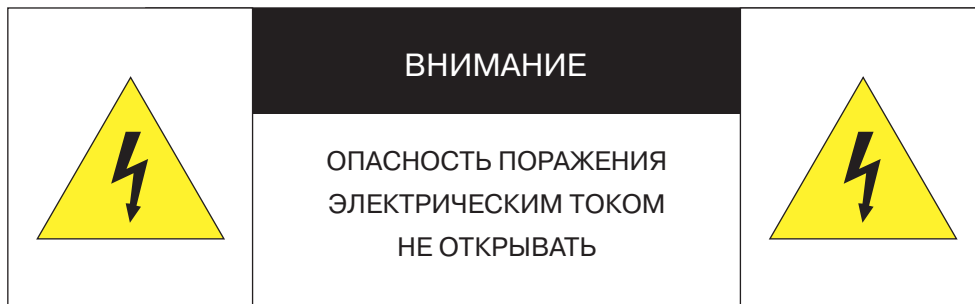 ВНИМАНИЕ
ОПАСНОСТЬ ПОРАЖЕНИЯ
ЭЛЕКТРИЧЕСКИМ ТОКОМ
НЕ ОТКРЫВАТЬ